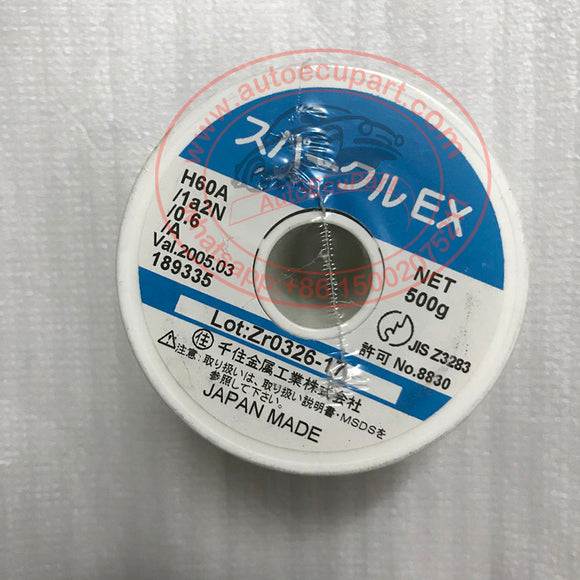 www.autoecupart.com
スパークル EX
H60A
/1a2N
/0.6
/A
Val.2005.03
189335
NET
500g
JIS Z3283
許可 No.8830
Lot:Zr0326-17
住 千住金属工業株式会社
注意:取り扱いは、取り扱い説明書・MSDSを
参照して下さい。
JAPAN MADE